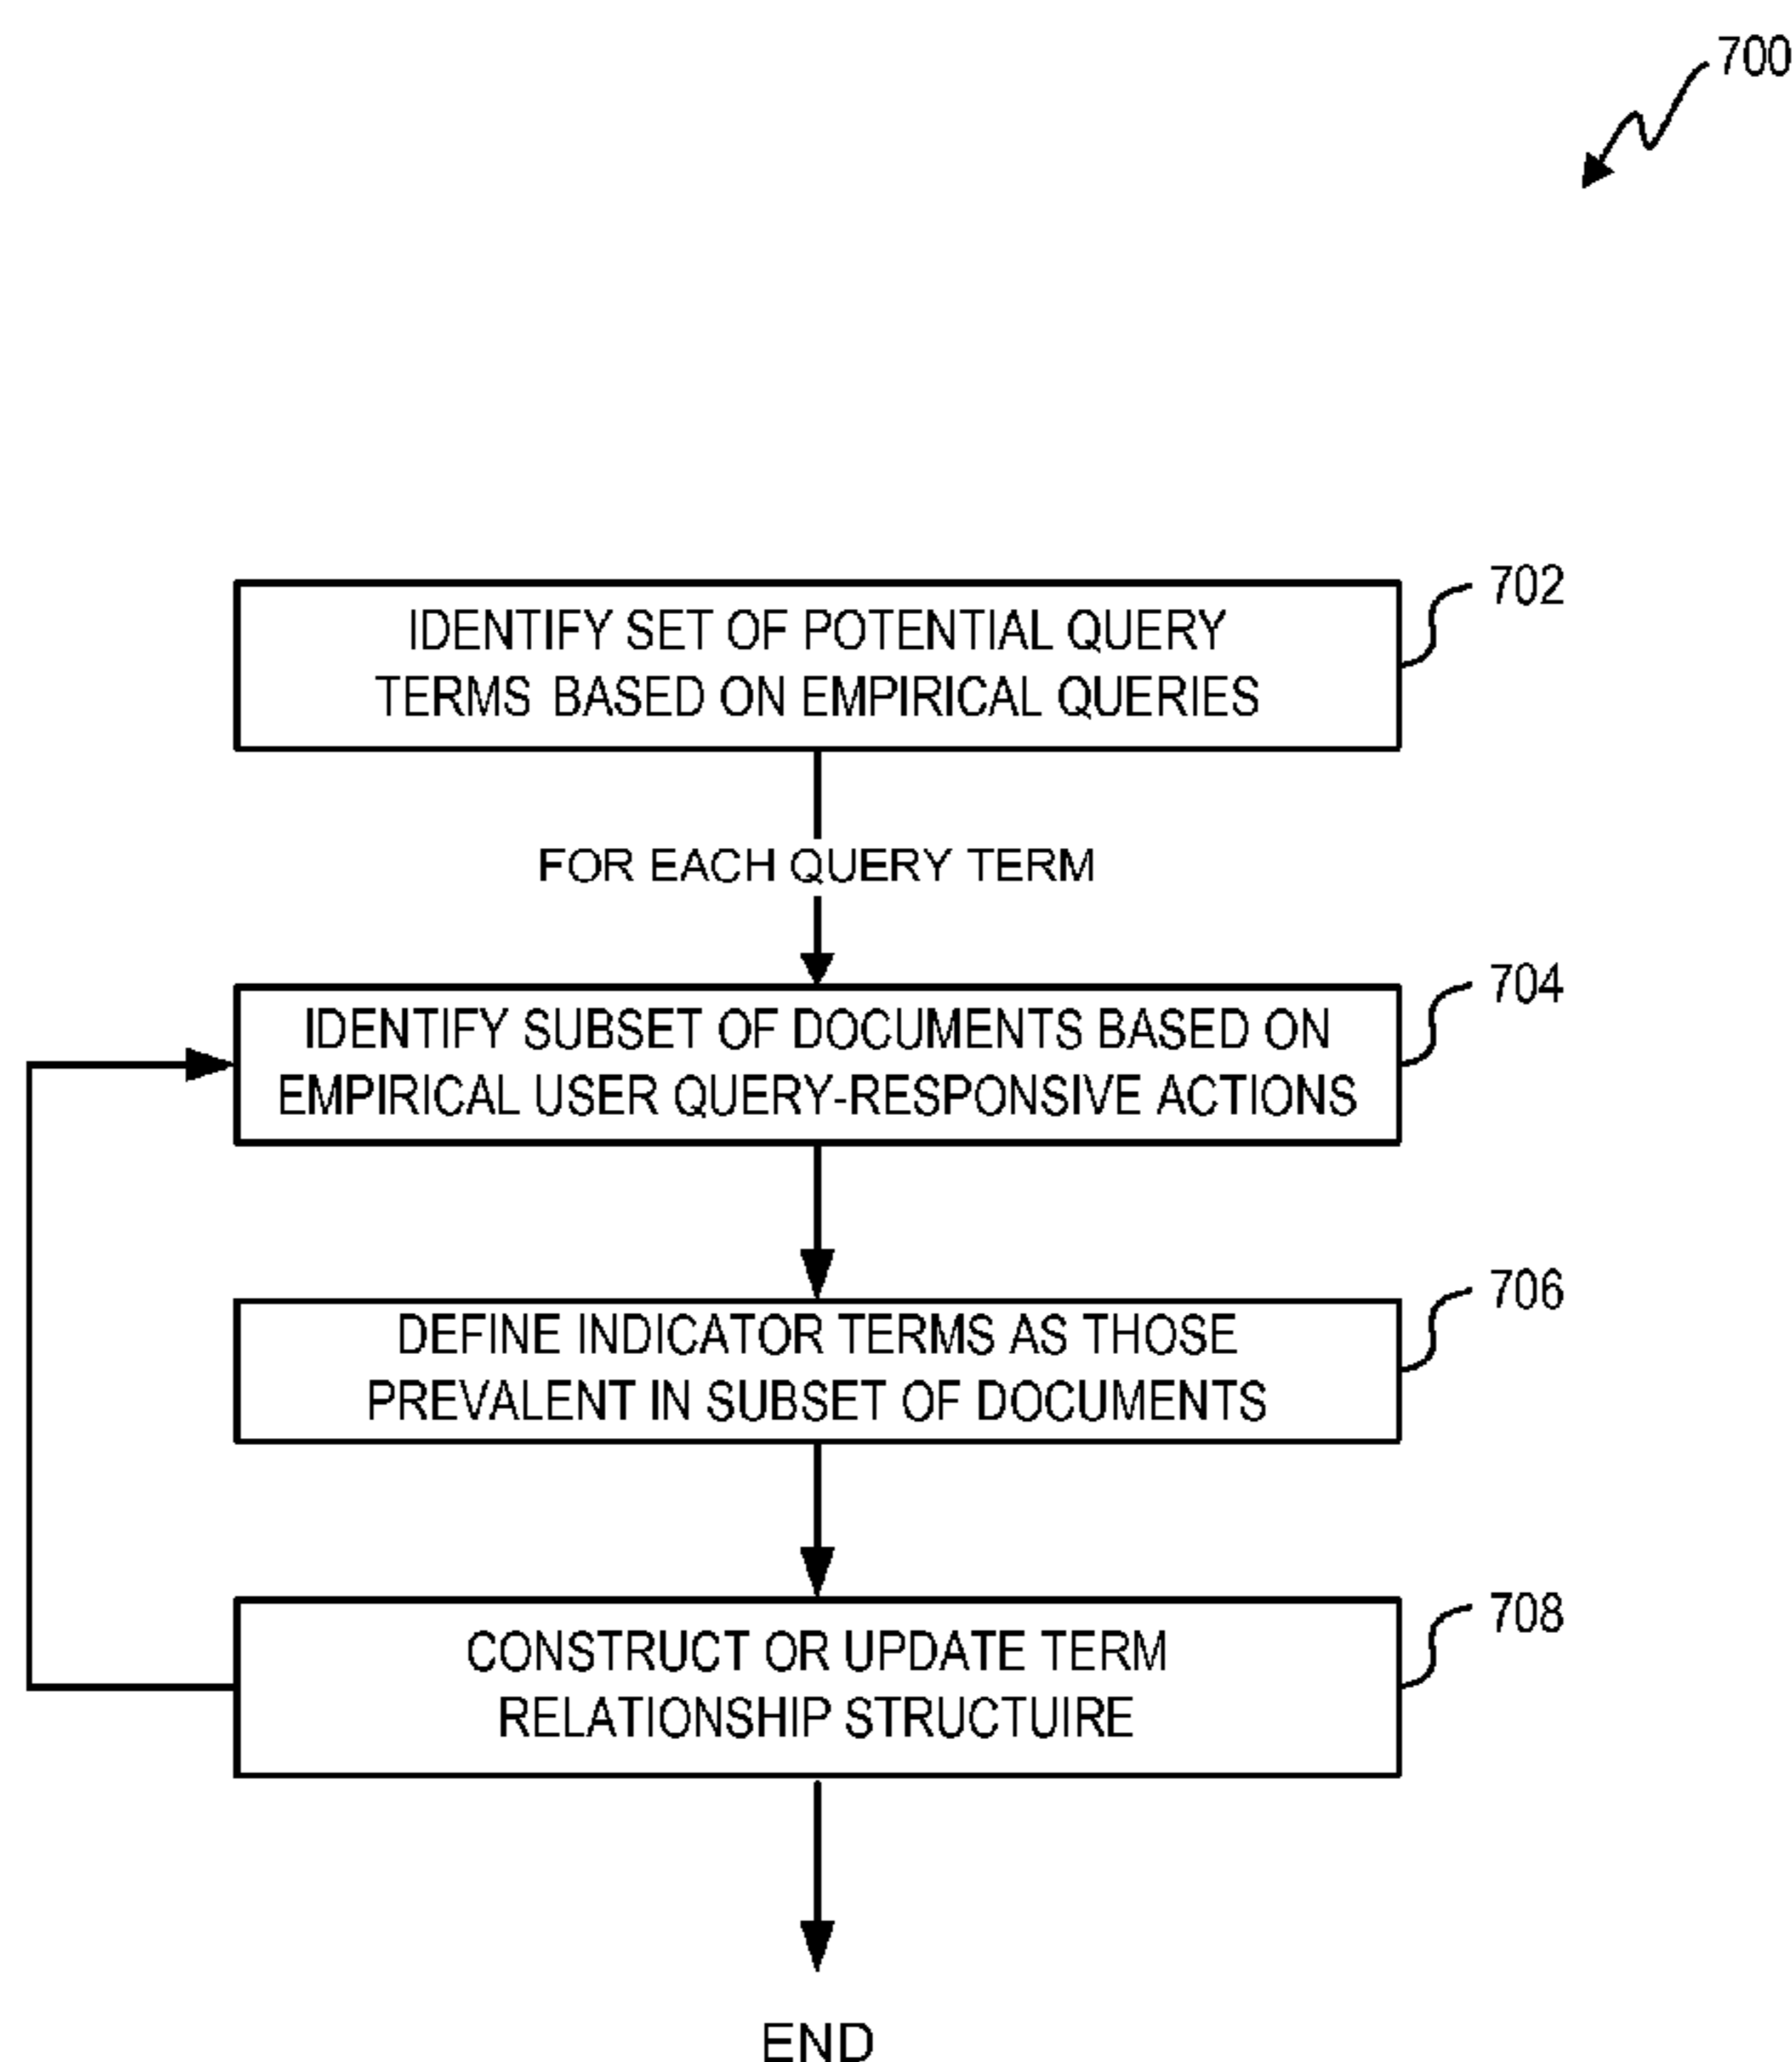 700
IDENTIFY SET OF POTENTIAL QUERY
TERMS BASED ON EMPIRICAL QUERIES
702
FOR EACH QUERY TERM
IDENTIFY SUBSET OF DOCUMENTS BASED ON
EMPIRICAL USER QUERY-RESPONSIVE ACTIONS
704
DEFINE INDICATOR TERMS AS THOSE
PREVALENT IN SUBSET OF DOCUMENTS
706
CONSTRUCT OR UPDATE TERM
RELATIONSHIP STRUCTUIRE
708
END